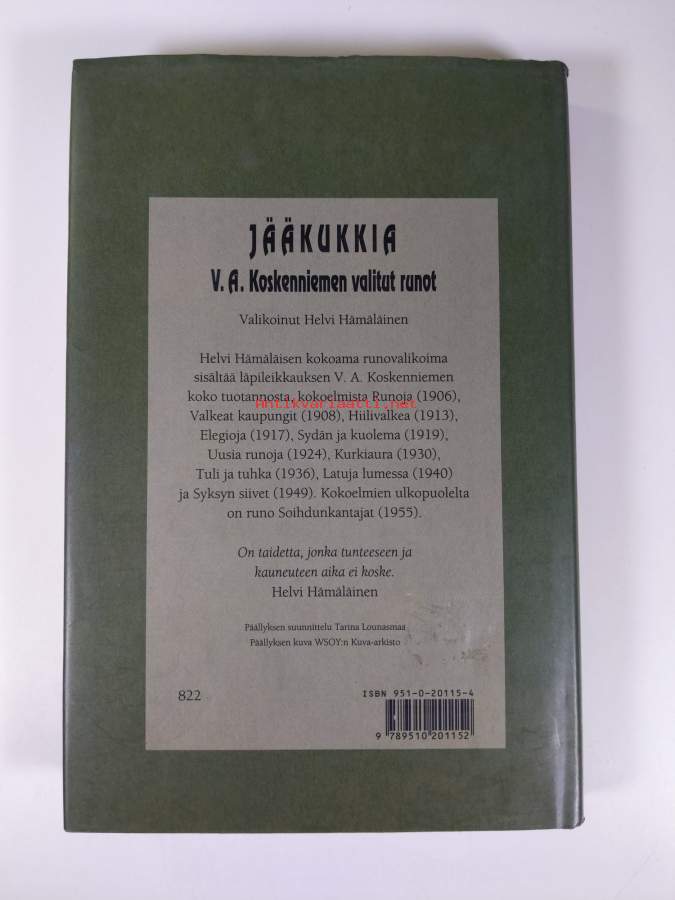 JÄÄKUKKIA
V. A. Koskenniemen valitut runot
Valikoinut Helvi Hämäläinen
Helvi Hämäläisen kokoama runovalikoima
sisältää läpileikkauksen V. A. Koskenniemen
koko tuotannosta, kokoelmista Runoja (1906),
Antikvariaatti.net
Valkeat kaupungit (1908), Hiilivalkea (1913),
Elegioja (1917), Sydän ja kuolema (1919),
Uusia runoja (1924), Kurkiaura (1930),
Tuli ja tuhka (1936), Latuja lumessa (1940)
ja Syksyn siivet (1949). Kokoelmien ulkopuolelta
on runo Soihdunkantajat (1955).
On taidetta, jonka tunteeseen ja
kauneuteen aika ei koske.
Helvi Hämäläinen
Päällyksen suunnittelu Tarina Lounasmaa
Päällyksen kuva WSOY:n Kuva-arkisto
822
ISBN 951-0-20115-4
9 789510 201152